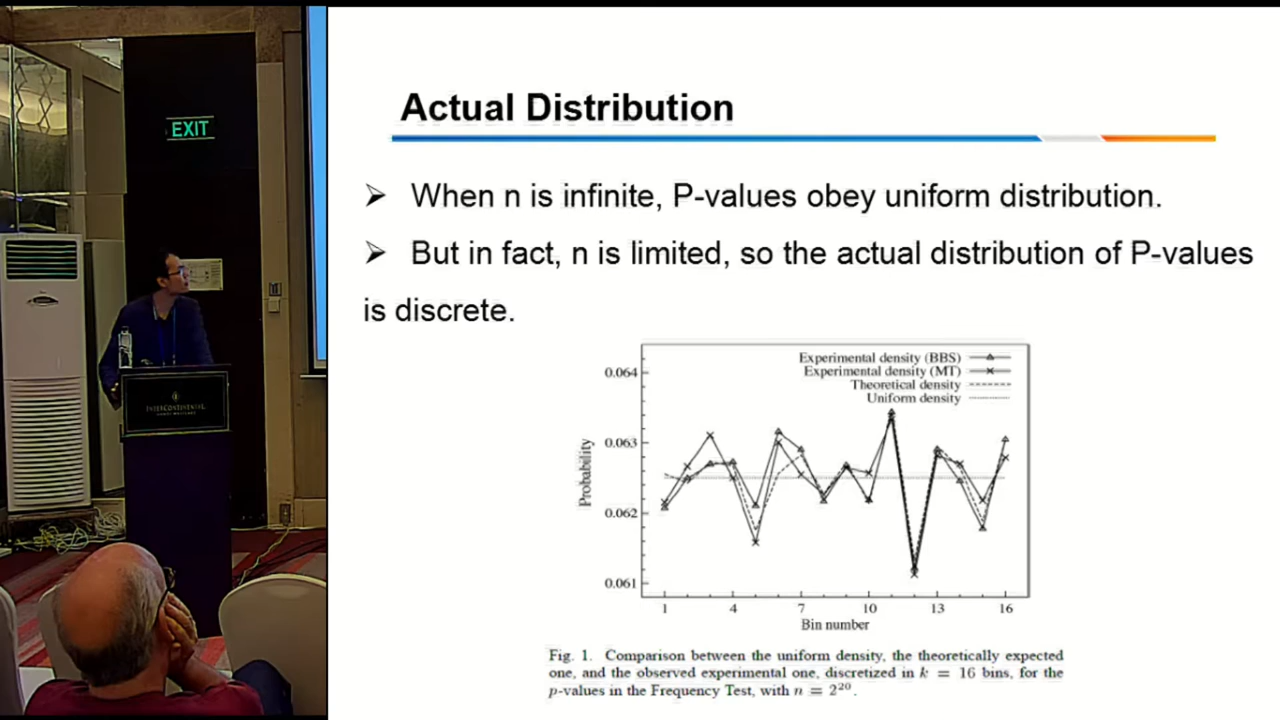 EXIT
INTERCONTINENTAL
Actual Distribution
➢ When n is infinite, P-values obey uniform distribution.
➢ But in fact, n is limited, so the actual distribution of P-values
is discrete.
Experimental density (BBS)
Experimental density (MT)
Theoretical density
Uniform density
0.064
0.063
0.062
0.061
Probability
1 4 7 10 13 16
Bin number
Fig. 1. Comparison between the uniform density, the theoretically expected
one, and the observed experimental one, discretized in k = 16 bins, for the
p-values in the Frequency Test, with n = 2²⁰.